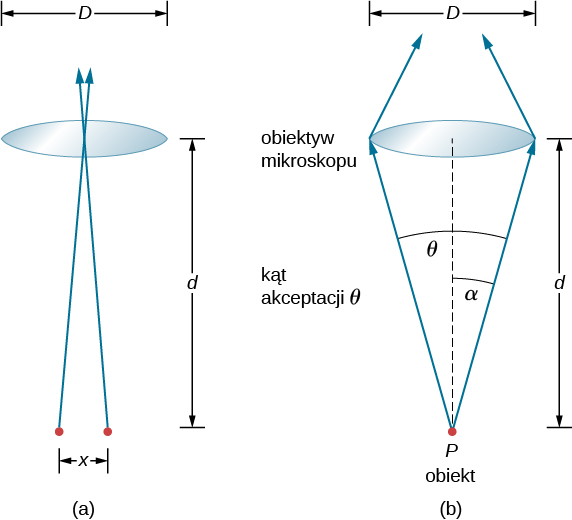 D
d
x
(a)
D
obiektyw
mikroskopu
θ
kąt
akceptacji θ
α
d
P
obiekt
(b)